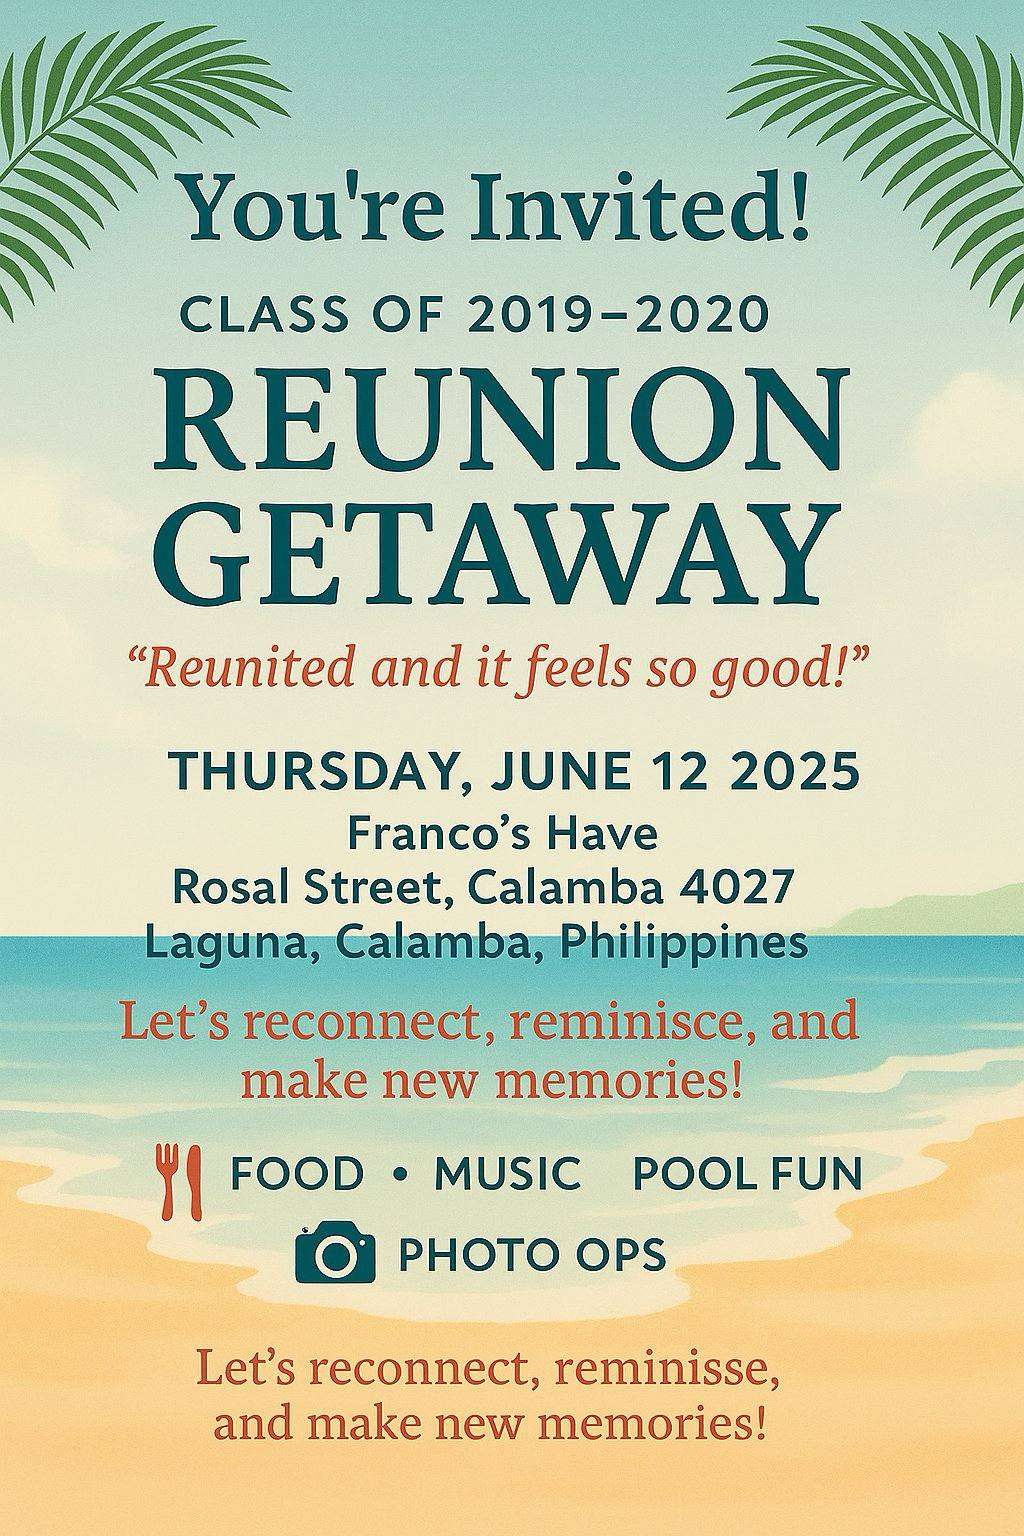 You're Invited!
CLASS OF 2019–2020
REUNION
GETAWAY
“Reunited and it feels so good!”
THURSDAY, JUNE 12 2025
Franco’s Have
Rosal Street, Calamba 4027
Laguna, Calamba, Philippines
Let’s reconnect, reminisce, and
make new memories!
FOOD • MUSIC POOL FUN
PHOTO OPS
Let’s reconnect, reminisse,
and make new memories!